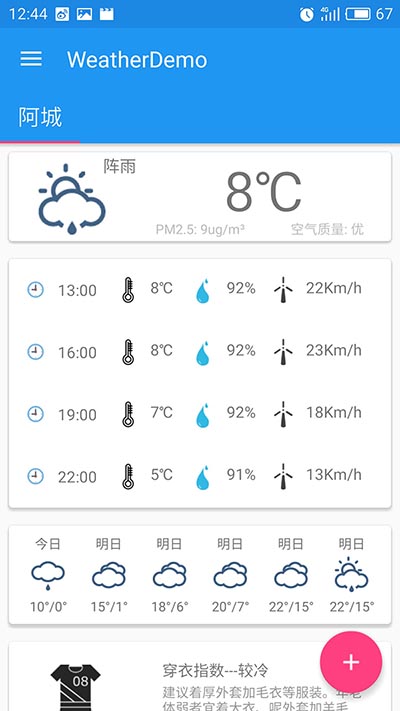 12:44
4G
67
WeatherDemo
阿城
阵雨
8℃
PM2.5: 9ug/m³ 空气质量: 优
13:00 8℃ 92% 22Km/h
16:00 8℃ 92% 23Km/h
19:00 7℃ 92% 18Km/h
22:00 5℃ 91% 13Km/h
今日 明日 明日 明日 明日 明日
10°/0° 15°/1° 18°/6° 20°/7° 22°/15° 22°/15°
08
穿衣指数---较冷
建议着厚外套加毛衣等服装。年老
体弱者宜着大衣、呢外套加羊毛